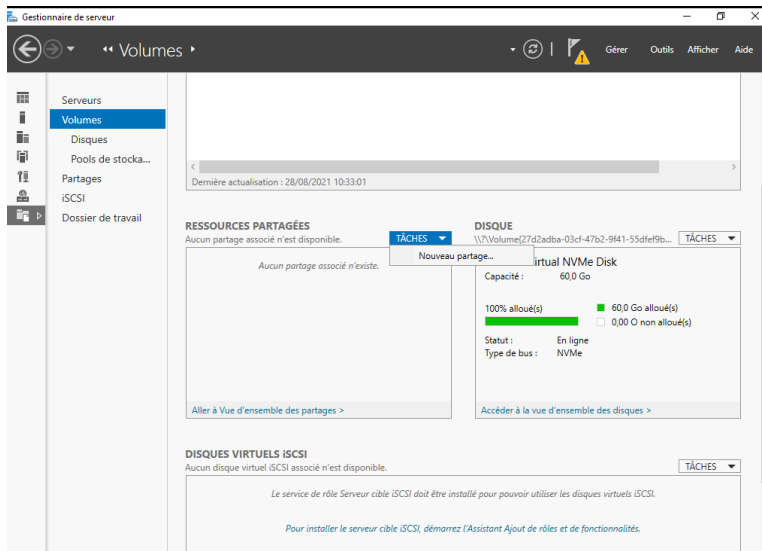 Gestionnaire de serveur
Volumes
Gérer Outils Afficher Aide
Serveurs
Volumes
Disques
Pools de stocka...
Partages
iSCSI
Dossier de travail
Dernière actualisation : 28/08/2021 10:33:01
RESSOURCES PARTAGÉES
Aucun partage associé n'est disponible.
TÂCHES
Nouveau partage...
Aucun partage associé n'existe.
Aller à Vue d'ensemble des partages >
DISQUE
\\?\Volume{27d2adba-03cf-47b2-9f41-55dfef9b...
TÂCHES
irtual NVMe Disk
Capacité : 60,0 Go
100% alloué(s)
60,0 Go alloué(s)
0,00 O non alloué(s)
Statut : En ligne
Type de bus : NVMe
Accéder à la vue d'ensemble des disques >
DISQUES VIRTUELS iSCSI
Aucun disque virtuel iSCSI associé n'est disponible.
TÂCHES
Le service de rôle Serveur cible iSCSI doit être installé pour pouvoir utiliser les disques virtuels iSCSI.
Pour installer le serveur cible iSCSI, démarrez l'Assistant Ajout de rôles et de fonctionnalités.